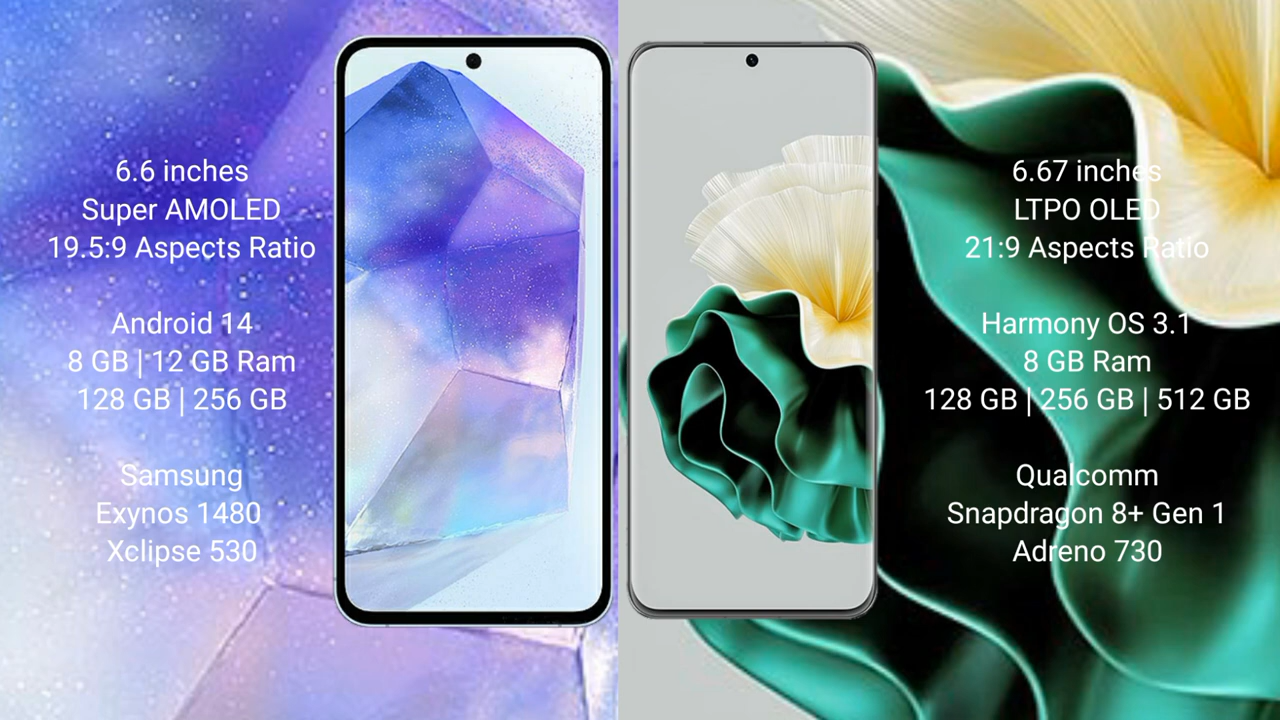 6.6 inches
Super AMOLED
19.5:9 Aspects Ratio
Android 14
8 GB | 12 GB Ram
128 GB | 256 GB
Samsung
Exynos 1480
Xclipse 530
6.67 inches
LTPO OLED
21:9 Aspects Ratio
Harmony OS 3.1
8 GB Ram
128 GB | 256 GB | 512 GB
Qualcomm
Snapdragon 8+ Gen 1
Adreno 730